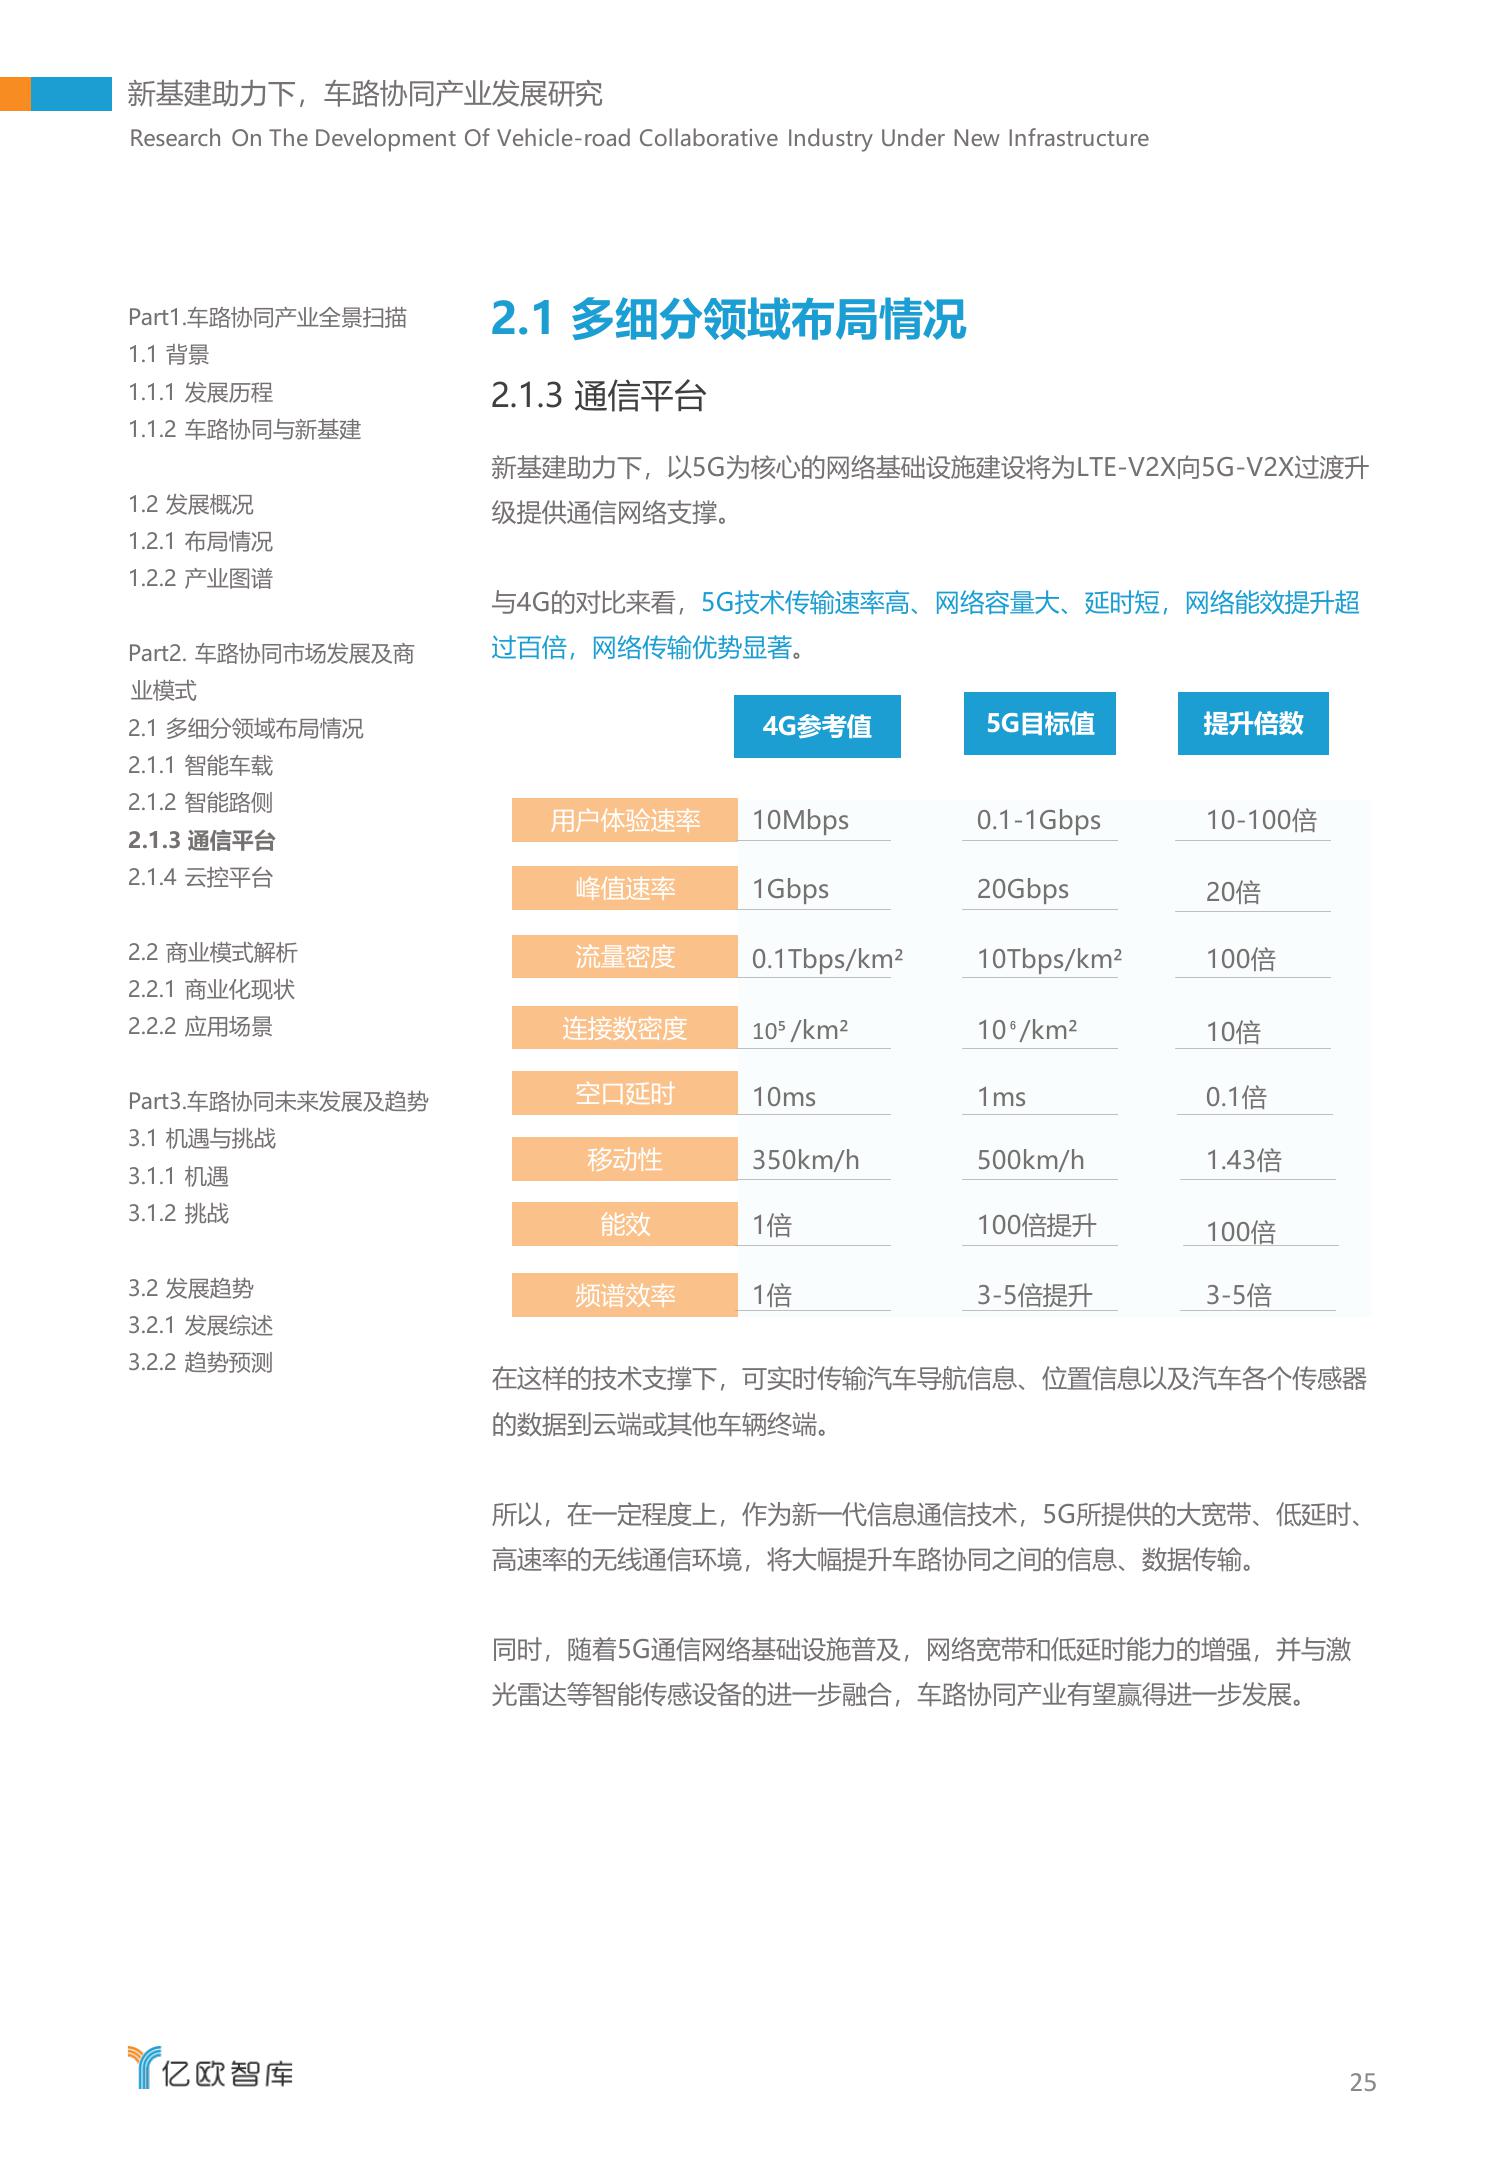 新基建助力下，车路协同产业发展研究
Research On The Development Of Vehicle-road Collaborative Industry Under New Infrastructure
Part1.车路协同产业全景扫描
1.1 背景
1.1.1 发展历程
1.1.2 车路协同与新基建
1.2 发展概况
1.2.1 布局情况
1.2.2 产业图谱
Part2. 车路协同市场发展及商
业模式
2.1 多细分领域布局情况
2.1.1 智能车载
2.1.2 智能路侧
2.1.3 通信平台
2.1.4 云控平台
2.2 商业模式解析
2.2.1 商业化现状
2.2.2 应用场景
Part3.车路协同未来发展及趋势
3.1 机遇与挑战
3.1.1 机遇
3.1.2 挑战
3.2 发展趋势
3.2.1 发展综述
3.2.2 趋势预测
2.1 多细分领域布局情况
2.1.3 通信平台
新基建助力下，以5G为核心的网络基础设施建设将为LTE-V2X向5G-V2X过渡升
级提供通信网络支撑。
与4G的对比来看，5G技术传输速率高、网络容量大、延时短，网络能效提升超
过百倍，网络传输优势显著。
4G参考值 5G目标值 提升倍数
用户体验速率 10Mbps 0.1-1Gbps 10-100倍
峰值速率 1Gbps 20Gbps 20倍
流量密度 0.1Tbps/km² 10Tbps/km² 100倍
连接数密度 10⁵/km² 10⁶/km² 10倍
空口延时 10ms 1ms 0.1倍
移动性 350km/h 500km/h 1.43倍
能效 1倍 100倍提升 100倍
频谱效率 1倍 3-5倍提升 3-5倍
在这样的技术支撑下，可实时传输汽车导航信息、位置信息以及汽车各个传感器
的数据到云端或其他车辆终端。
所以，在一定程度上，作为新一代信息通信技术，5G所提供的大宽带、低延时、
高速率的无线通信环境，将大幅提升车路协同之间的信息、数据传输。
同时，随着5G通信网络基础设施普及，网络宽带和低延时能力的增强，并与激
光雷达等智能传感设备的进一步融合，车路协同产业有望赢得进一步发展。
亿欧智库
25